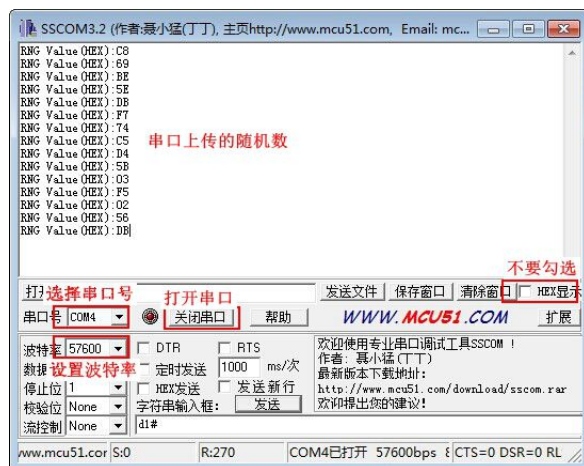 SSCOM3.2 (作者:聂小猛(丁丁), 主页http://www.mcu51.com, Email: mc...
RNG Value(HEX):C8
RNG Value(HEX):69
RNG Value(HEX):BE
RNG Value(HEX):5E
RNG Value(HEX):DB
RNG Value(HEX):F7
RNG Value(HEX):74
RNG Value(HEX):C5
RNG Value(HEX):D4
RNG Value(HEX):5B
RNG Value(HEX):03
RNG Value(HEX):F5
RNG Value(HEX):02
RNG Value(HEX):56
RNG Value(HEX):DB
串口上传的随机数
不要勾选
选择串口号 打开串口
发送文件 保存窗口 清除窗口 HEX显示
串口号 COM4 关闭串口 帮助 WWW.MCU51.COM 扩展
波特率 57600 DTR RTS
设置波特率 定时发送 1000 ms/次
停止位 1 HEX发送 发送新行
校验位 None 字符串输入框: 发送
流控制 None d1#
欢迎使用专业串口调试工具SSCOM !
作者: 聂小猛(丁丁)
最新版本下载地址:
http://www.mcu51.com/download/sscom.rar
欢迎提出您的建议!
www.mcu51.cor S:0 R:270 COM4已打开 57600bps CTS=0 DSR=0 RL